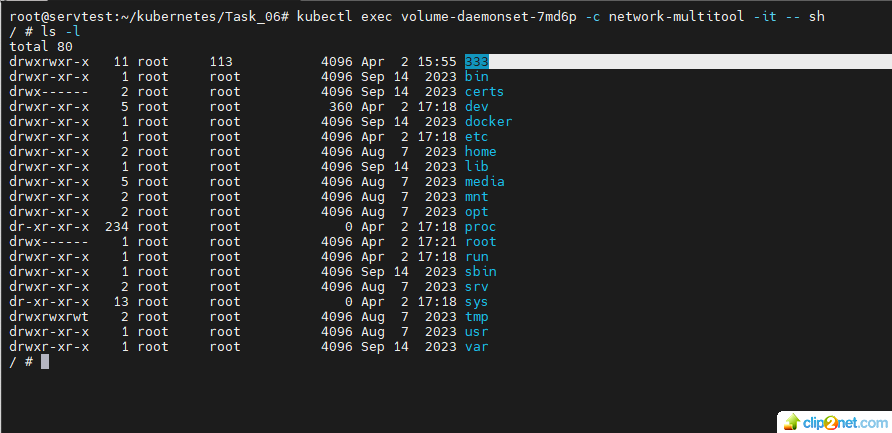 root@servtest:~/kubernetes/Task_06# kubectl exec volume-daemonset-7md6p -c network-multitool -it -- sh
/ # ls -l
total 80
drwxrwxr-x   11 root     113           4096 Apr  2 15:55 333
drwxr-xr-x    1 root     root          4096 Sep 14  2023 bin
drwx------    2 root     root          4096 Sep 14  2023 certs
drwxr-xr-x    5 root     root           360 Apr  2 17:18 dev
drwxr-xr-x    1 root     root          4096 Sep 14  2023 docker
drwxr-xr-x    1 root     root          4096 Apr  2 17:18 etc
drwxr-xr-x    2 root     root          4096 Aug  7  2023 home
drwxr-xr-x    1 root     root          4096 Sep 14  2023 lib
drwxr-xr-x    5 root     root          4096 Aug  7  2023 media
drwxr-xr-x    2 root     root          4096 Aug  7  2023 mnt
drwxr-xr-x    2 root     root          4096 Aug  7  2023 opt
dr-xr-xr-x  234 root     root             0 Apr  2 17:18 proc
drwx------    1 root     root          4096 Apr  2 17:21 root
drwxr-xr-x    1 root     root          4096 Apr  2 17:18 run
drwxr-xr-x    1 root     root          4096 Sep 14  2023 sbin
drwxr-xr-x    2 root     root          4096 Aug  7  2023 srv
dr-xr-xr-x   13 root     root             0 Apr  2 17:18 sys
drwxrwxrwt    2 root     root          4096 Aug  7  2023 tmp
drwxr-xr-x    1 root     root          4096 Aug  7  2023 usr
drwxr-xr-x    1 root     root          4096 Sep 14  2023 var
/ #
clip2net.com